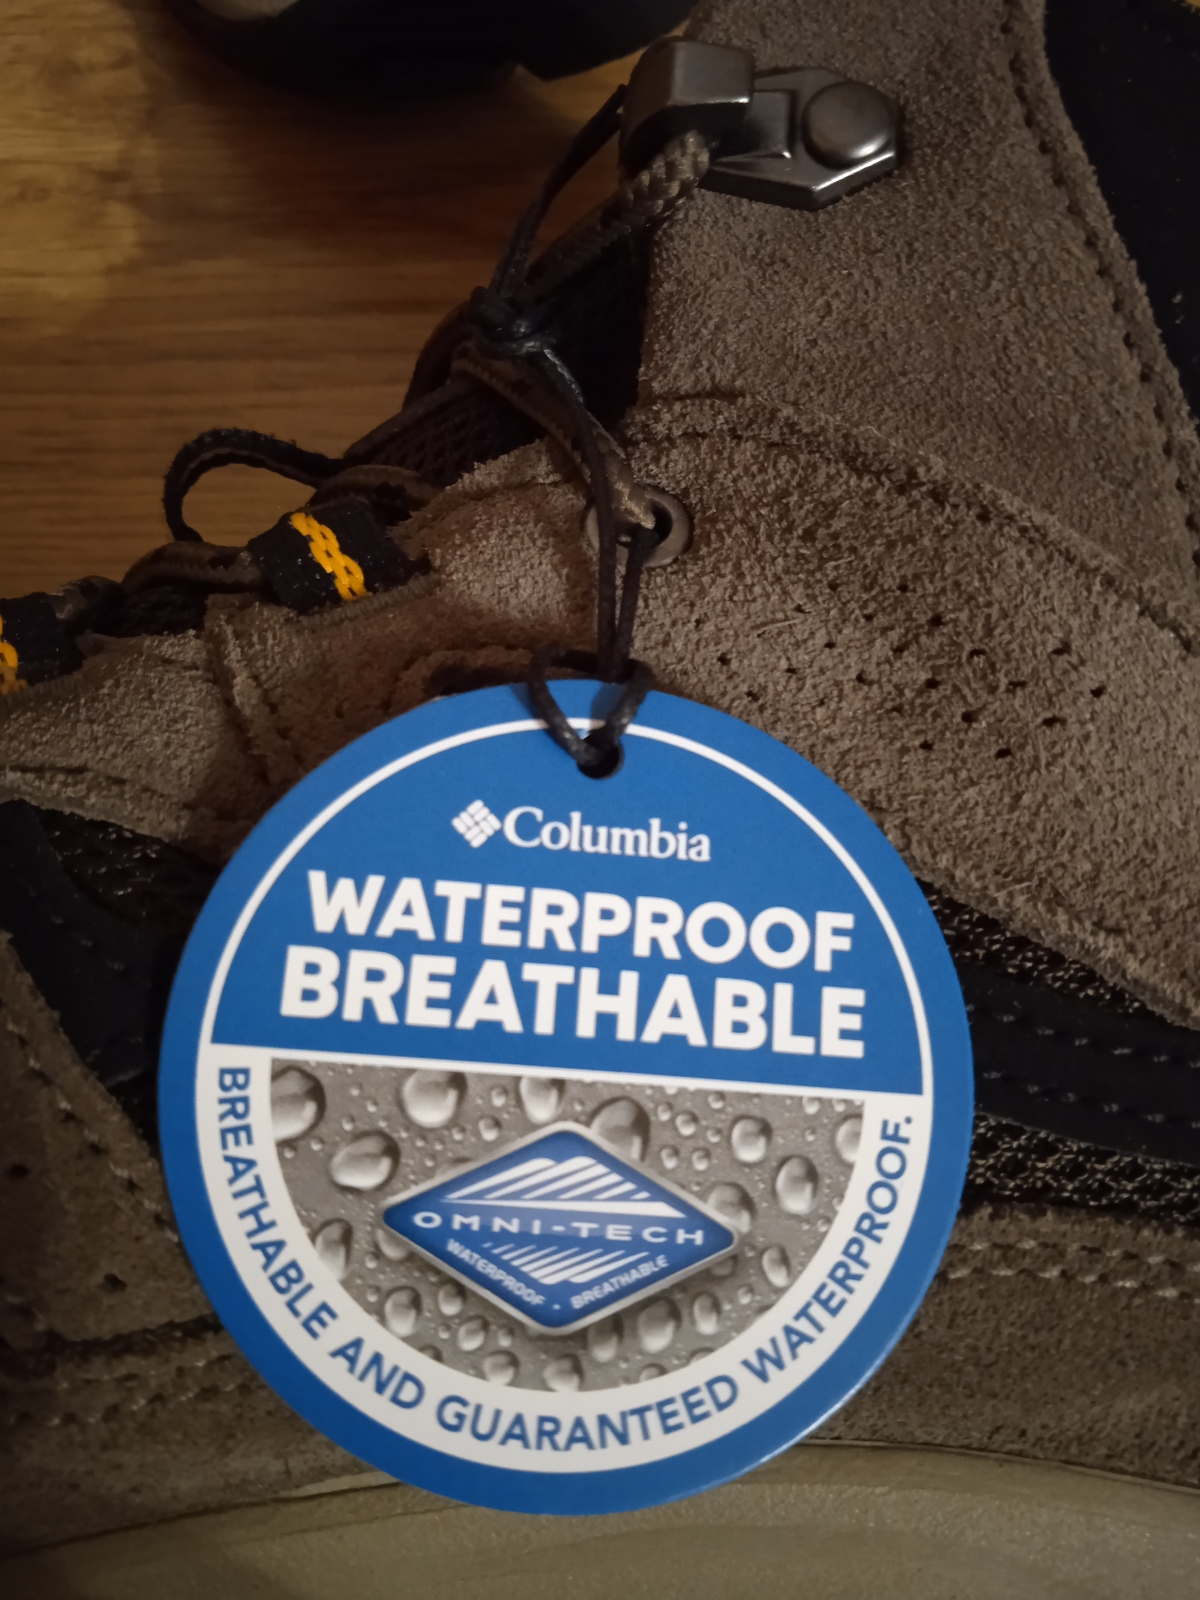 Columbia
WATERPROOF
BREATHABLE
OMNI-TECH
WATERPROOF • BREATHABLE
BREATHABLE AND GUARANTEED WATERPROOF.